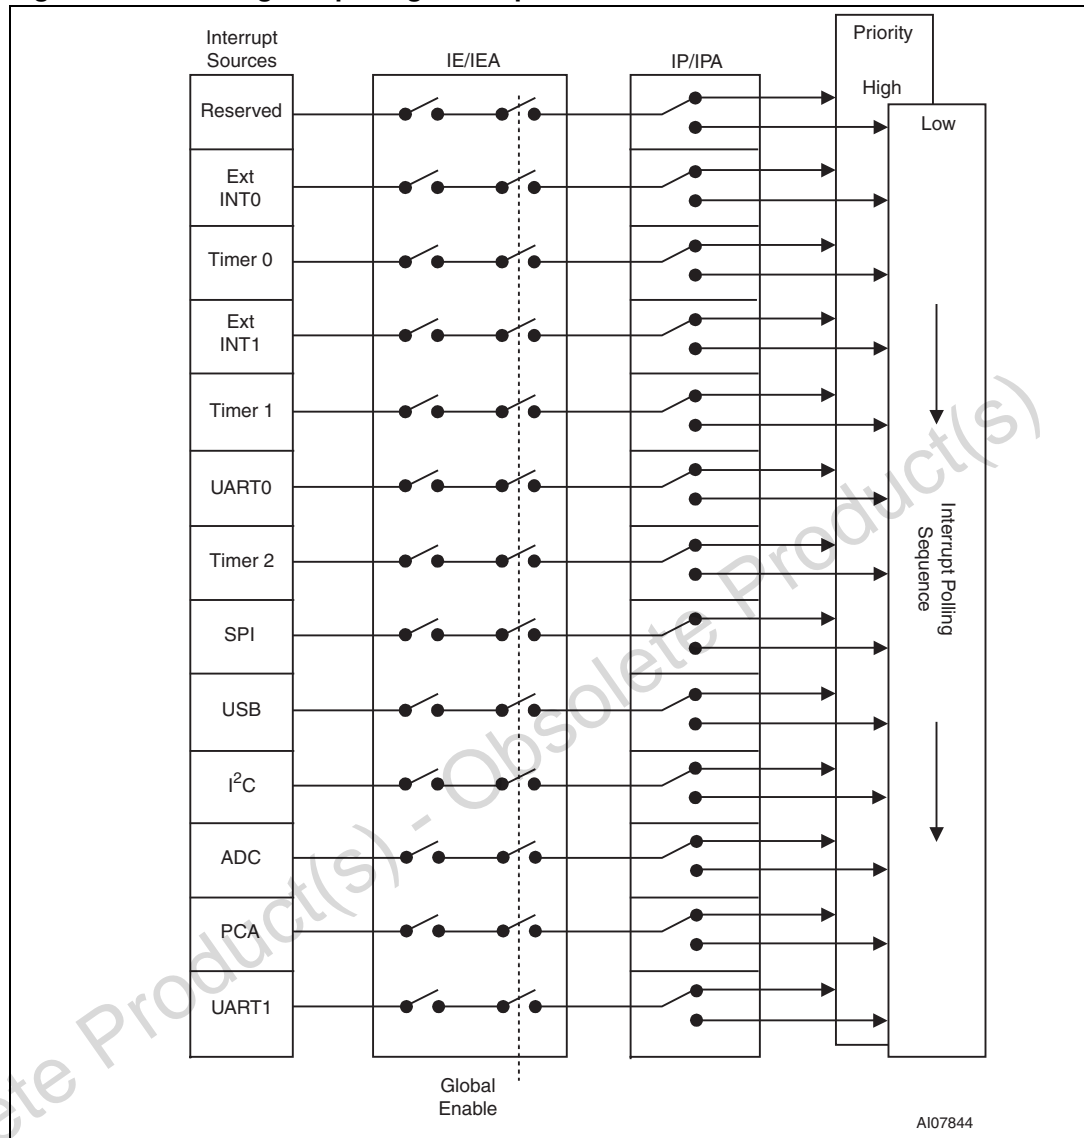 Interrupt
Sources
IE/IEA
IP/IPA
Priority
High
Low
Reserved
Ext
INT0
Timer 0
Ext
INT1
Timer 1
UART0
Timer 2
SPI
USB
I²C
ADC
PCA
UART1
Interrupt Polling
Sequence
Global
Enable
AI07844
Product(s) - Obsolete Product(s)